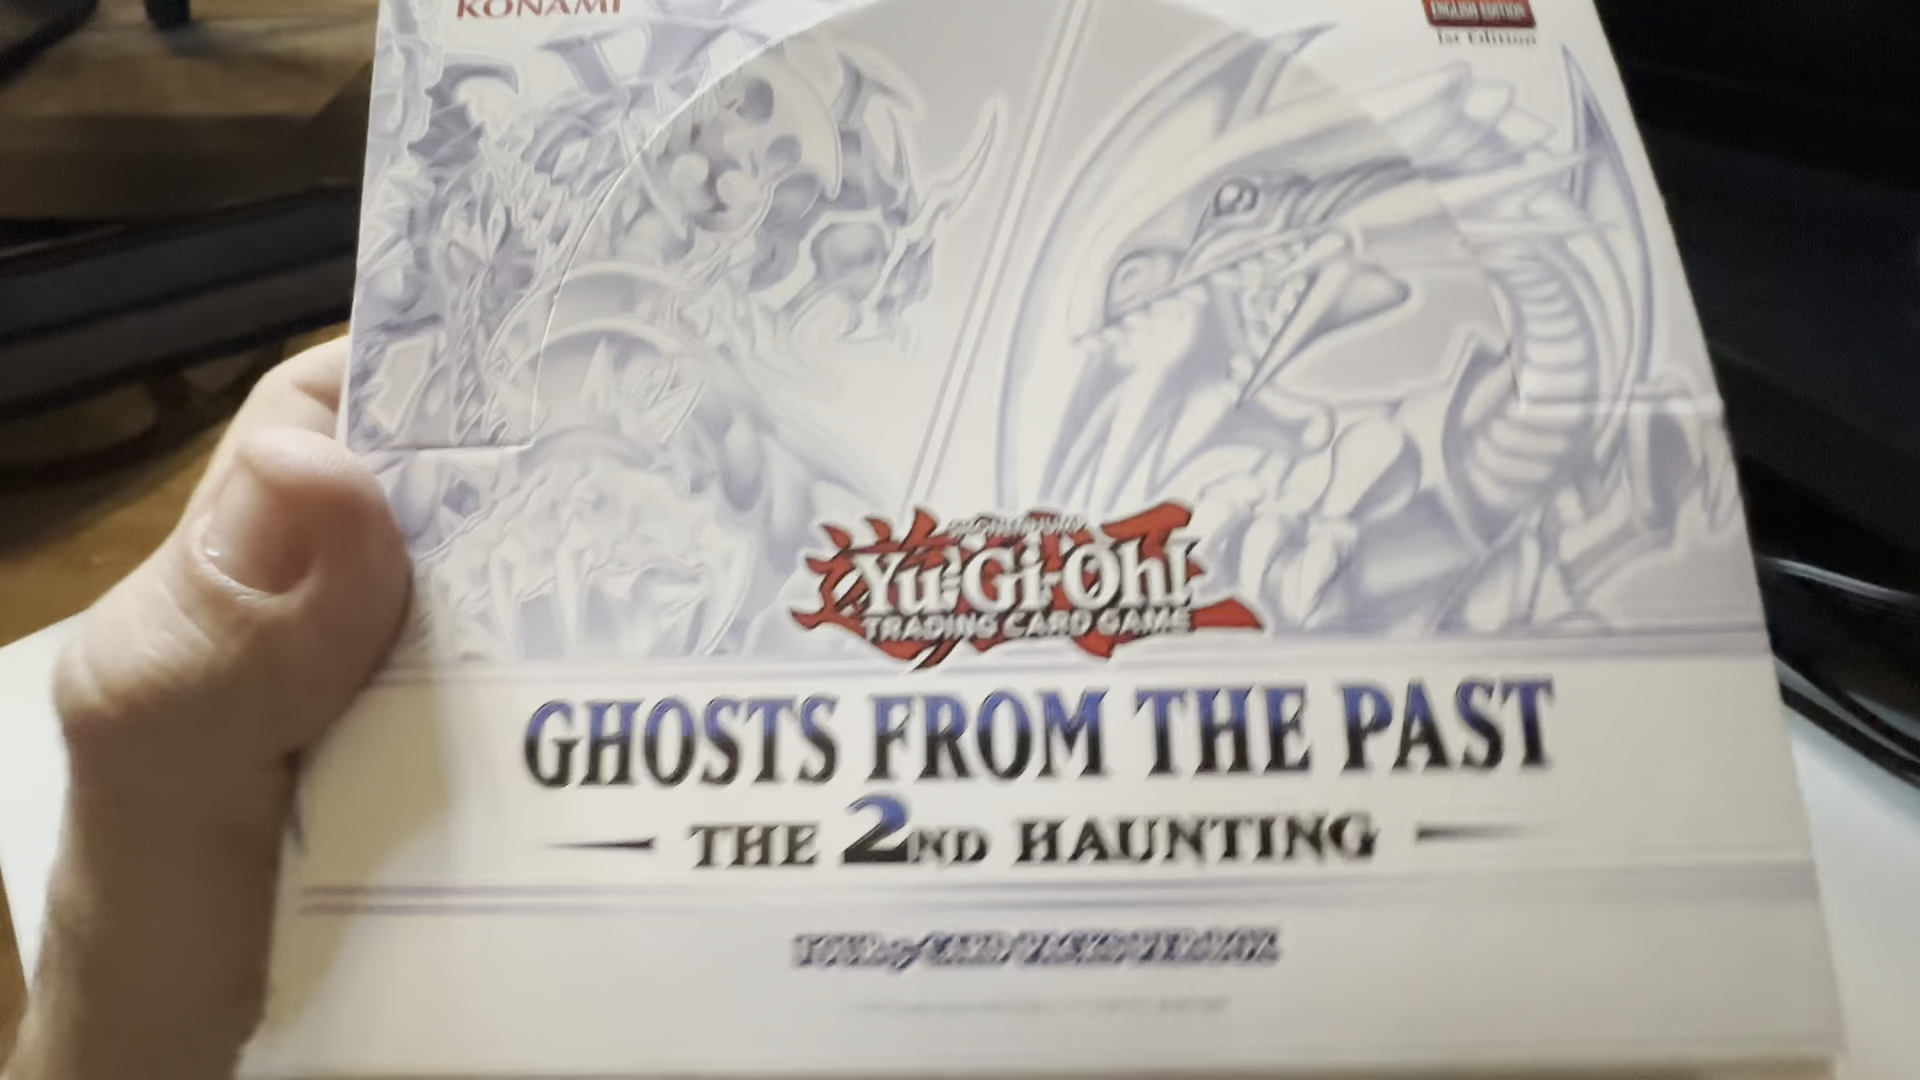 KONAMI
ENGLISH EDITION
1st Edition
Yu-Gi-Oh!
TRADING CARD GAME
GHOSTS FROM THE PAST
THE 2ND HAUNTING